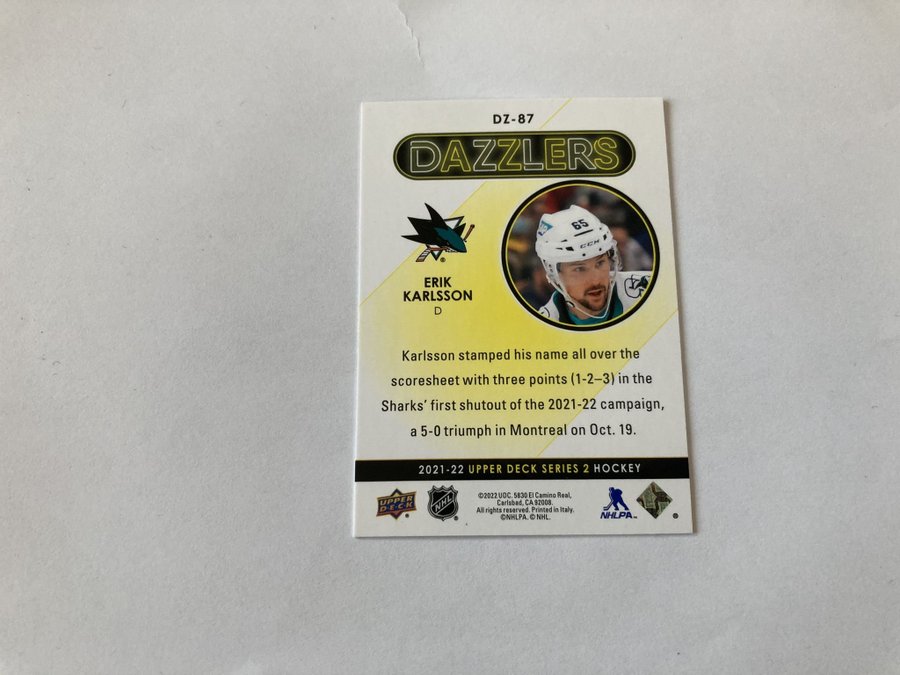 DZ-87
DAZZLERS
65
CCM
ERIK
KARLSSON
D
Karlsson stamped his name all over the
scoresheet with three points (1-2–3) in the
Sharks' first shutout of the 2021-22 campaign,
a 5-0 triumph in Montreal on Oct. 19.
2021-22 UPPER DECK SERIES 2 HOCKEY
UPPER
DECK
®
NHL
©2022 UDC. 5830 El Camino Real,
Carlsbad, CA 92008.
All rights reserved. Printed in Italy.
©NHLPA. © NHL.
NHLPA™
®